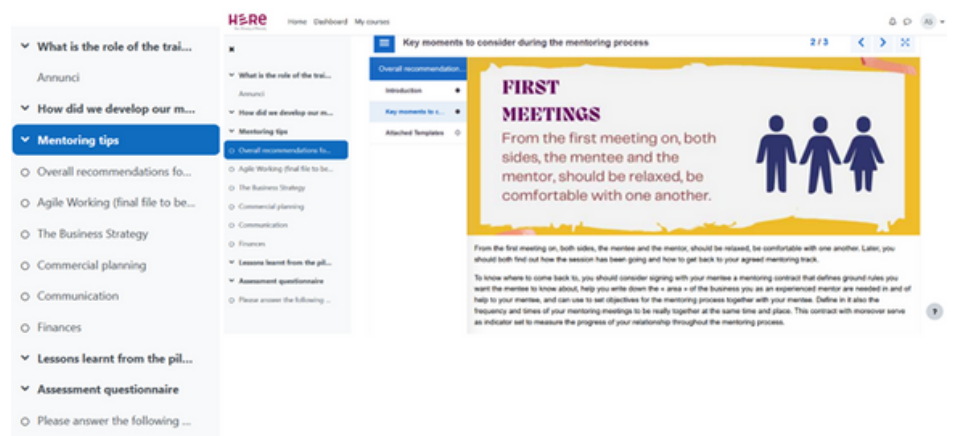 What is the role of the trai...
Annunci
How did we develop our m...
Mentoring tips
Overall recommendations fo...
Agile Working (final file to be...
The Business Strategy
Commercial planning
Communication
Finances
Lessons learnt from the pil...
Assessment questionnaire
Please answer the following ...
HERe
Home Dashboard My courses
AS
What is the role of the trai...
Annunci
How did we develop our m...
Mentoring tips
Overall recommendations fo...
Agile Working (final file to be...
The Business Strategy
Commercial planning
Communication
Finances
Lessons learnt from the pil...
Assessment questionnaire
Please answer the following ...
Key moments to consider during the mentoring process 2 / 3
Overall recommendation...
Introduction
Key moments to c...
Attached Templates
FIRST
MEETINGS
From the first meeting on, both
sides, the mentee and the
mentor, should be relaxed, be
comfortable with one another.
From the first meeting on, both sides, the mentee and the mentor, should be relaxed, be comfortable with one another. Later, you
should both find out how the session has been going and how to get back to your agreed mentoring track.
To know where to come back to, you should consider signing with your mentee a mentoring contract that defines ground rules you
want the mentee to know about, help you write down the « area » of the business you as an experienced mentor are needed in and of
help to your mentee, and can use to set objectives for the mentoring process together with your mentee. Define in it also the
frequency and times of your mentoring meetings to be really together at the same time and place. This contract with moreover serve
as indicator set to measure the progress of your relationship throughout the mentoring process.
?